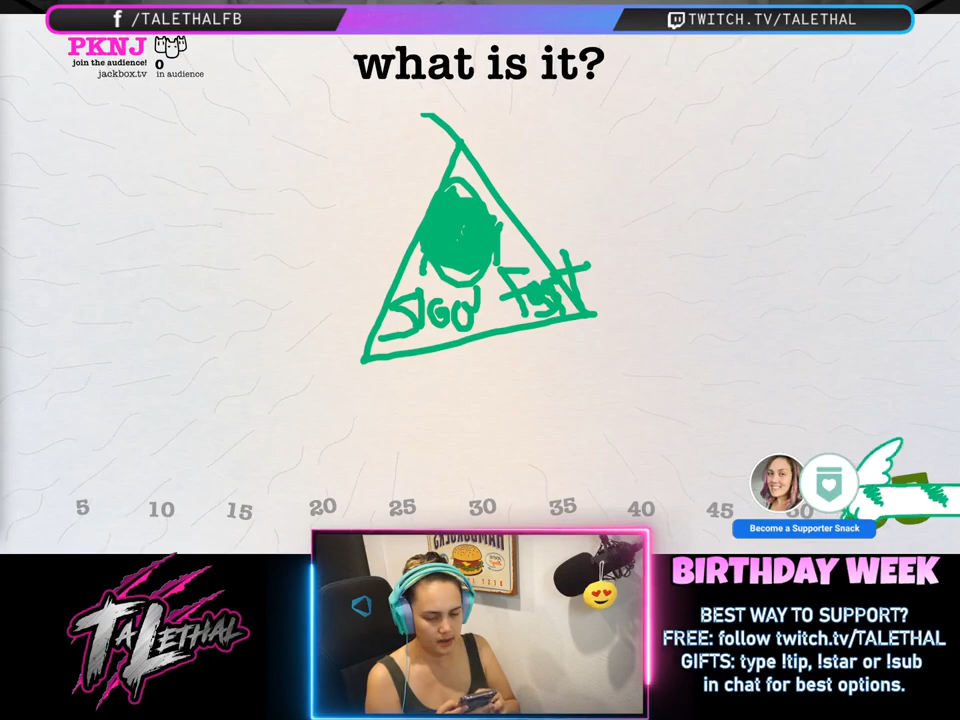 /TALETHALFB
TWITCH.TV/TALETHAL
PKNJ
join the audience!
jackbox.tv
0
in audience
what is it?
Fast
5 10 15 20 25 30 35 40 45
Become a Supporter Snack
TALETHAL
BIRTHDAY WEEK
BEST WAY TO SUPPORT?
FREE: follow twitch.tv/TALETHAL
GIFTS: type !tip, !star or !sub
in chat for best options.